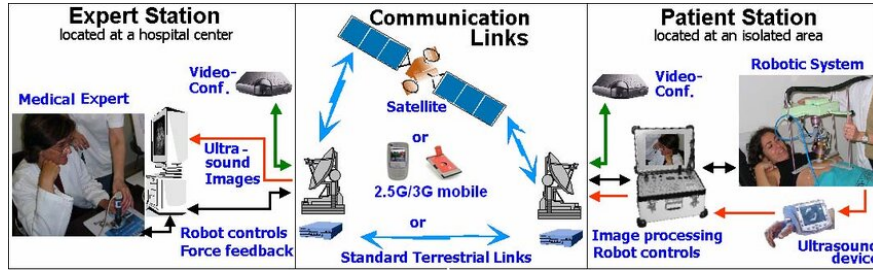 Expert Station
located at a hospital center
Video-
Conf.
Medical Expert
Ultra-
sound
Images
Robot controls
Force feedback
Communication
Links
Satellite
or
2.5G/3G mobile
or
Standard Terrestrial Links
Patient Station
located at an isolated area
Video-
Conf.
Robotic System
Image processing
Robot controls
Ultrasound
device